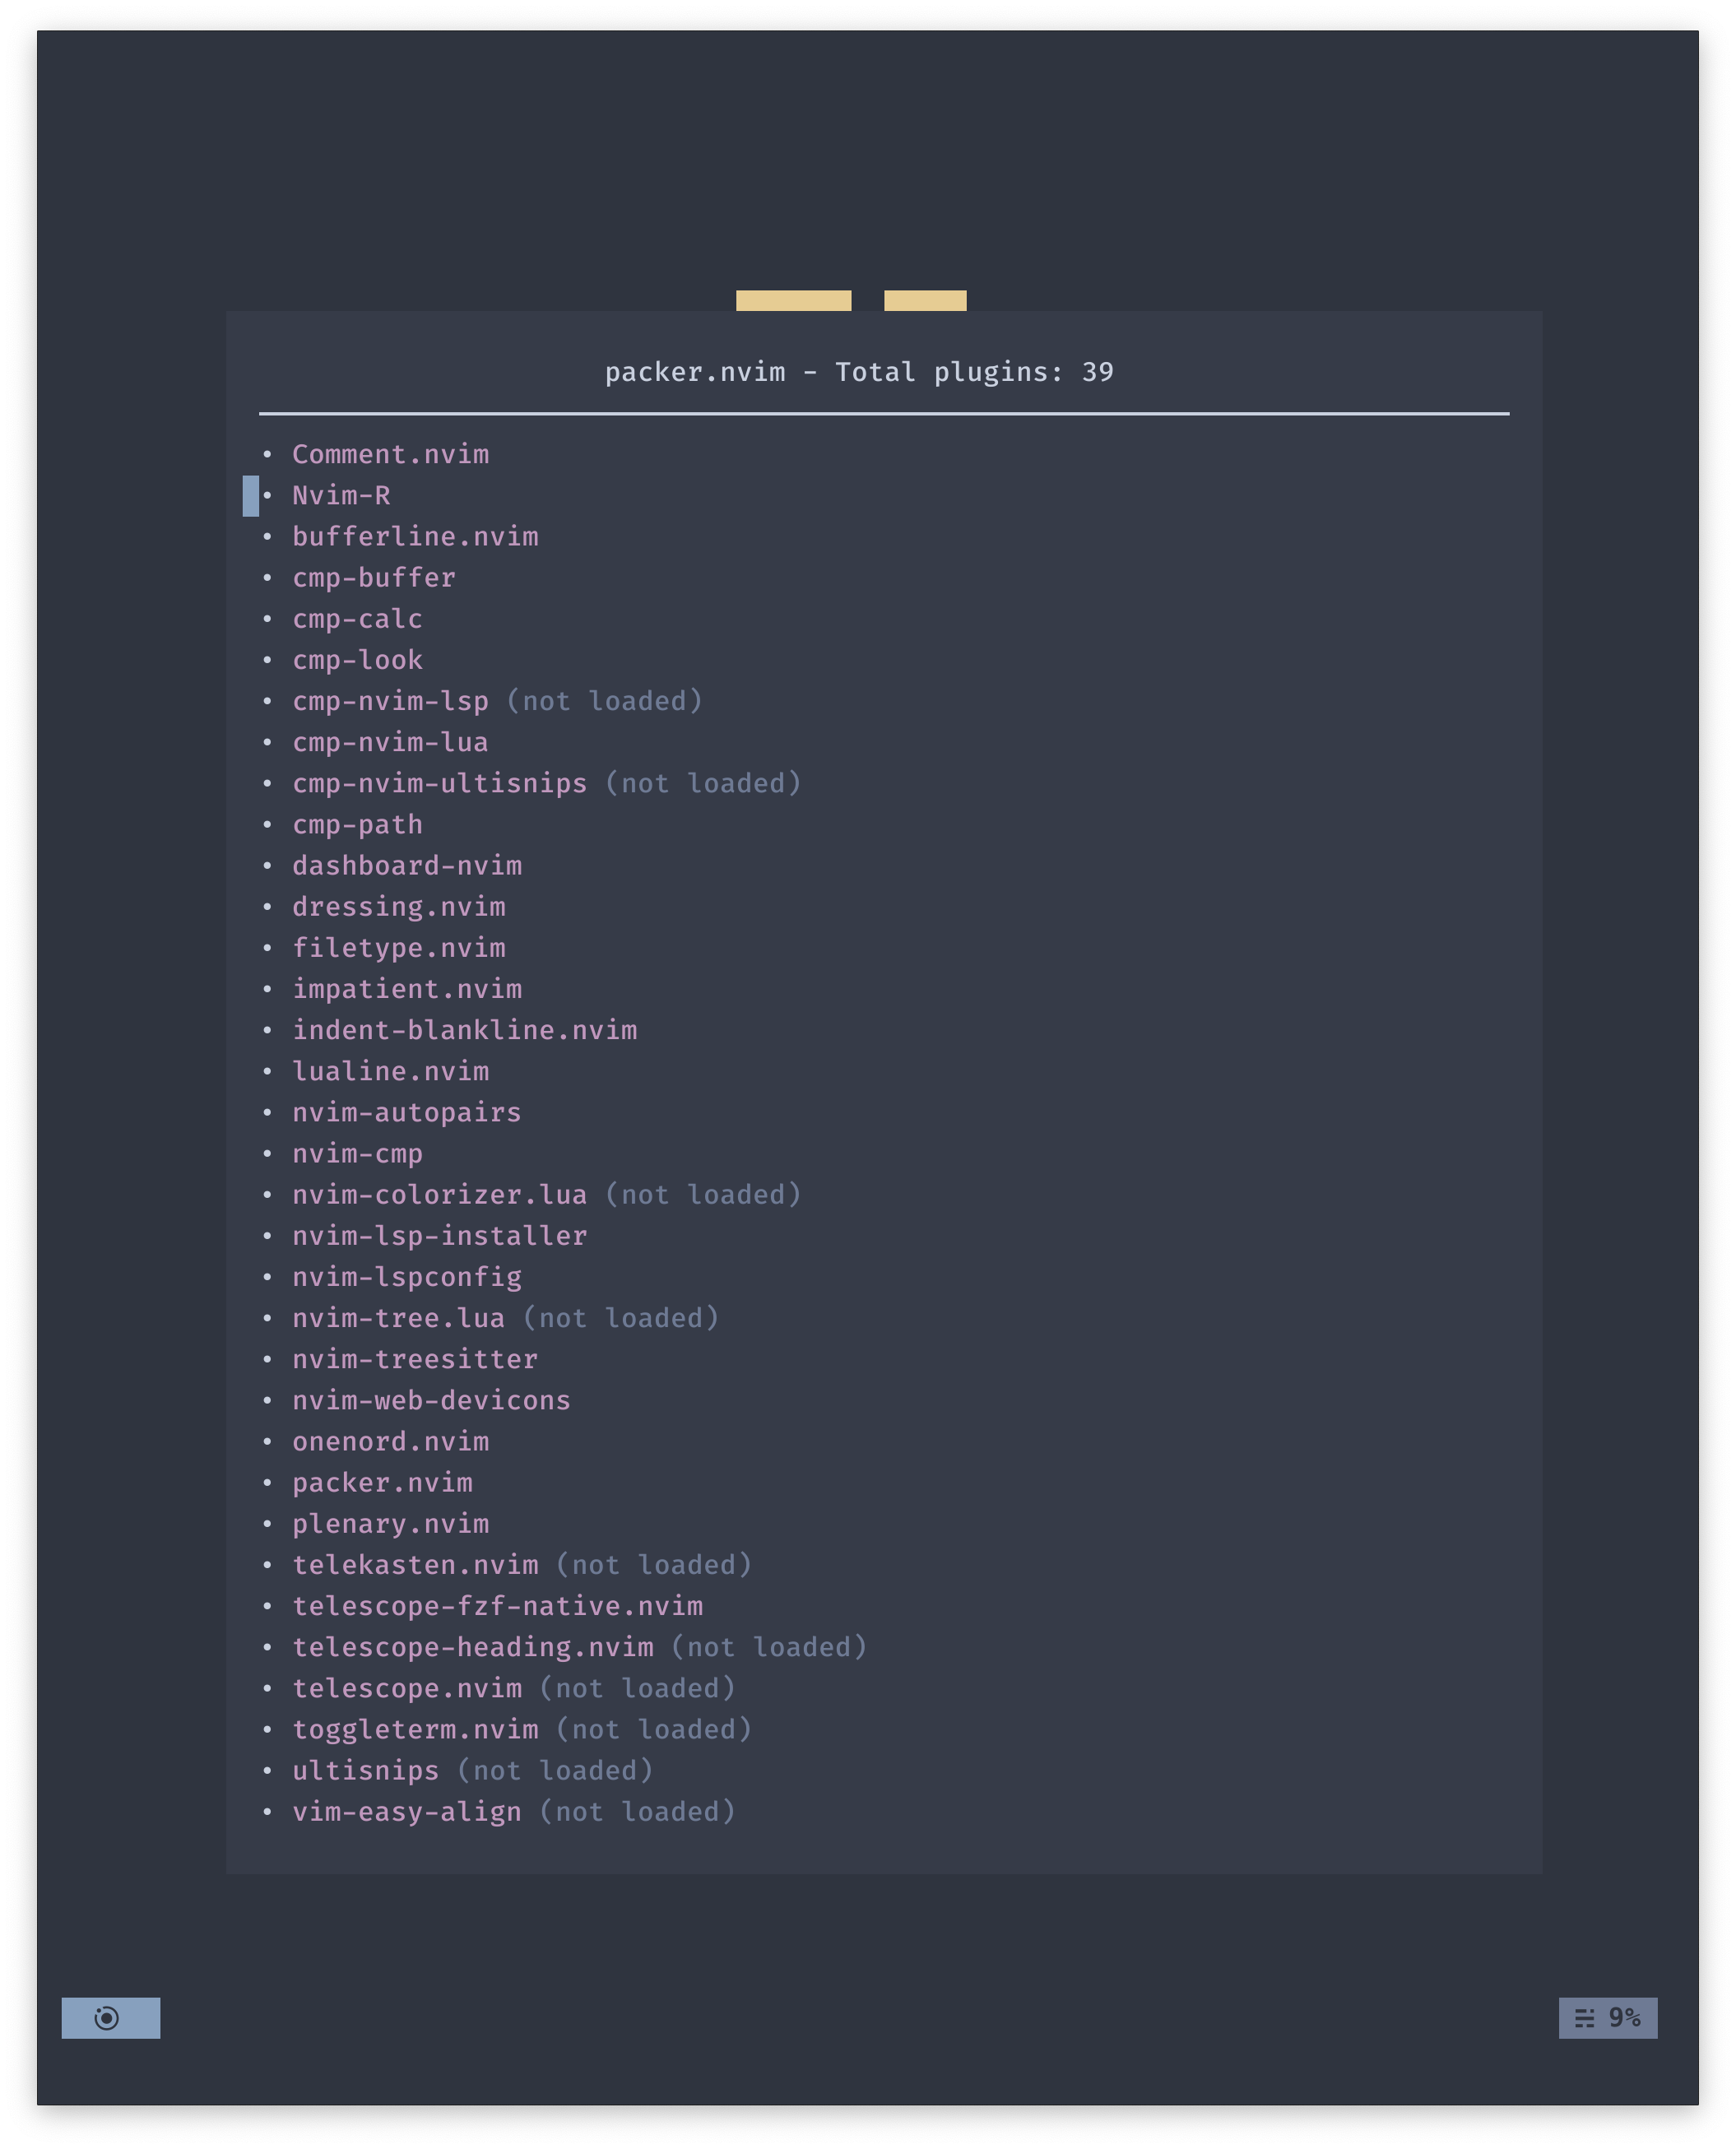 packer.nvim - Total plugins: 39
• Comment.nvim
• Nvim-R
• bufferline.nvim
• cmp-buffer
• cmp-calc
• cmp-look
• cmp-nvim-lsp (not loaded)
• cmp-nvim-lua
• cmp-nvim-ultisnips (not loaded)
• cmp-path
• dashboard-nvim
• dressing.nvim
• filetype.nvim
• impatient.nvim
• indent-blankline.nvim
• lualine.nvim
• nvim-autopairs
• nvim-cmp
• nvim-colorizer.lua (not loaded)
• nvim-lsp-installer
• nvim-lspconfig
• nvim-tree.lua (not loaded)
• nvim-treesitter
• nvim-web-devicons
• onenord.nvim
• packer.nvim
• plenary.nvim
• telekasten.nvim (not loaded)
• telescope-fzf-native.nvim
• telescope-heading.nvim (not loaded)
• telescope.nvim (not loaded)
• toggleterm.nvim (not loaded)
• ultisnips (not loaded)
• vim-easy-align (not loaded)
9%